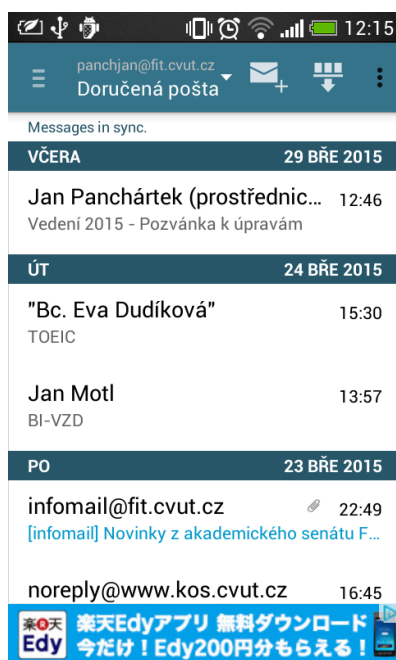 12:15
panchjan@fit.cvut.cz
Doručená pošta
Messages in sync.
VČERA 29 BŘE 2015
Jan Panchártek (prostřednic... 12:46
Vedení 2015 - Pozvánka k úpravám
ÚT 24 BŘE 2015
"Bc. Eva Dudíková" 15:30
TOEIC
Jan Motl 13:57
BI-VZD
PO 23 BŘE 2015
infomail@fit.cvut.cz 22:49
[infomail] Novinky z akademického senátu F...
noreply@www.kos.cvut.cz 16:45
楽天 Edy
楽天Edyアプリ 無料ダウンロード
今だけ！Edy200円分もらえる！